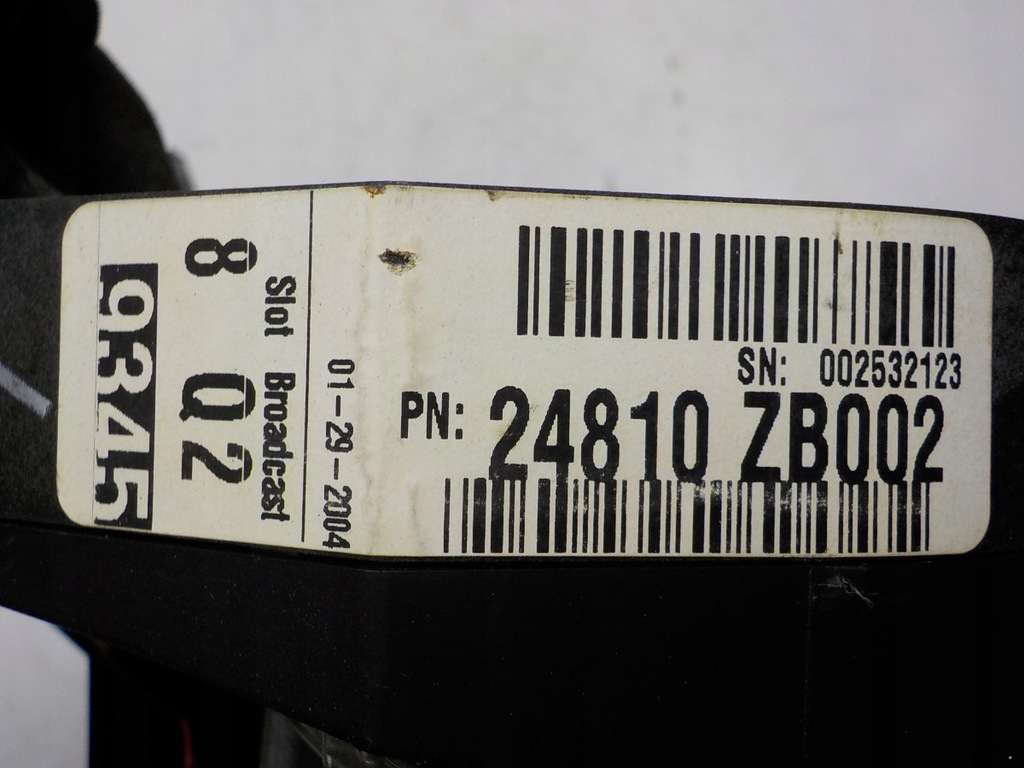 SN: 002532123
PN: 24810 ZB002
01-29-2004
Slot Broadcast
8 Q2
9345